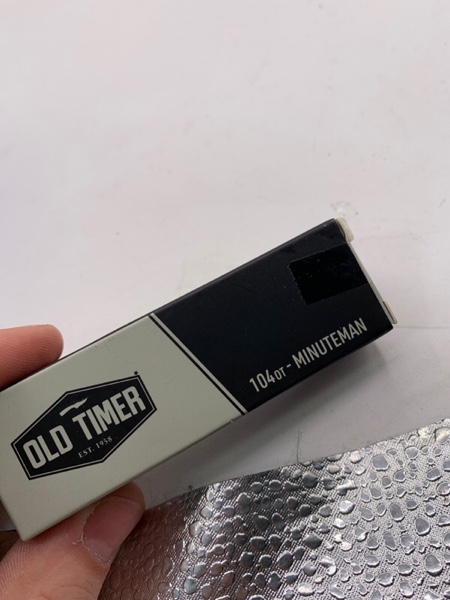 OLD TIMER
EST. 1958
104OT - MINUTEMAN